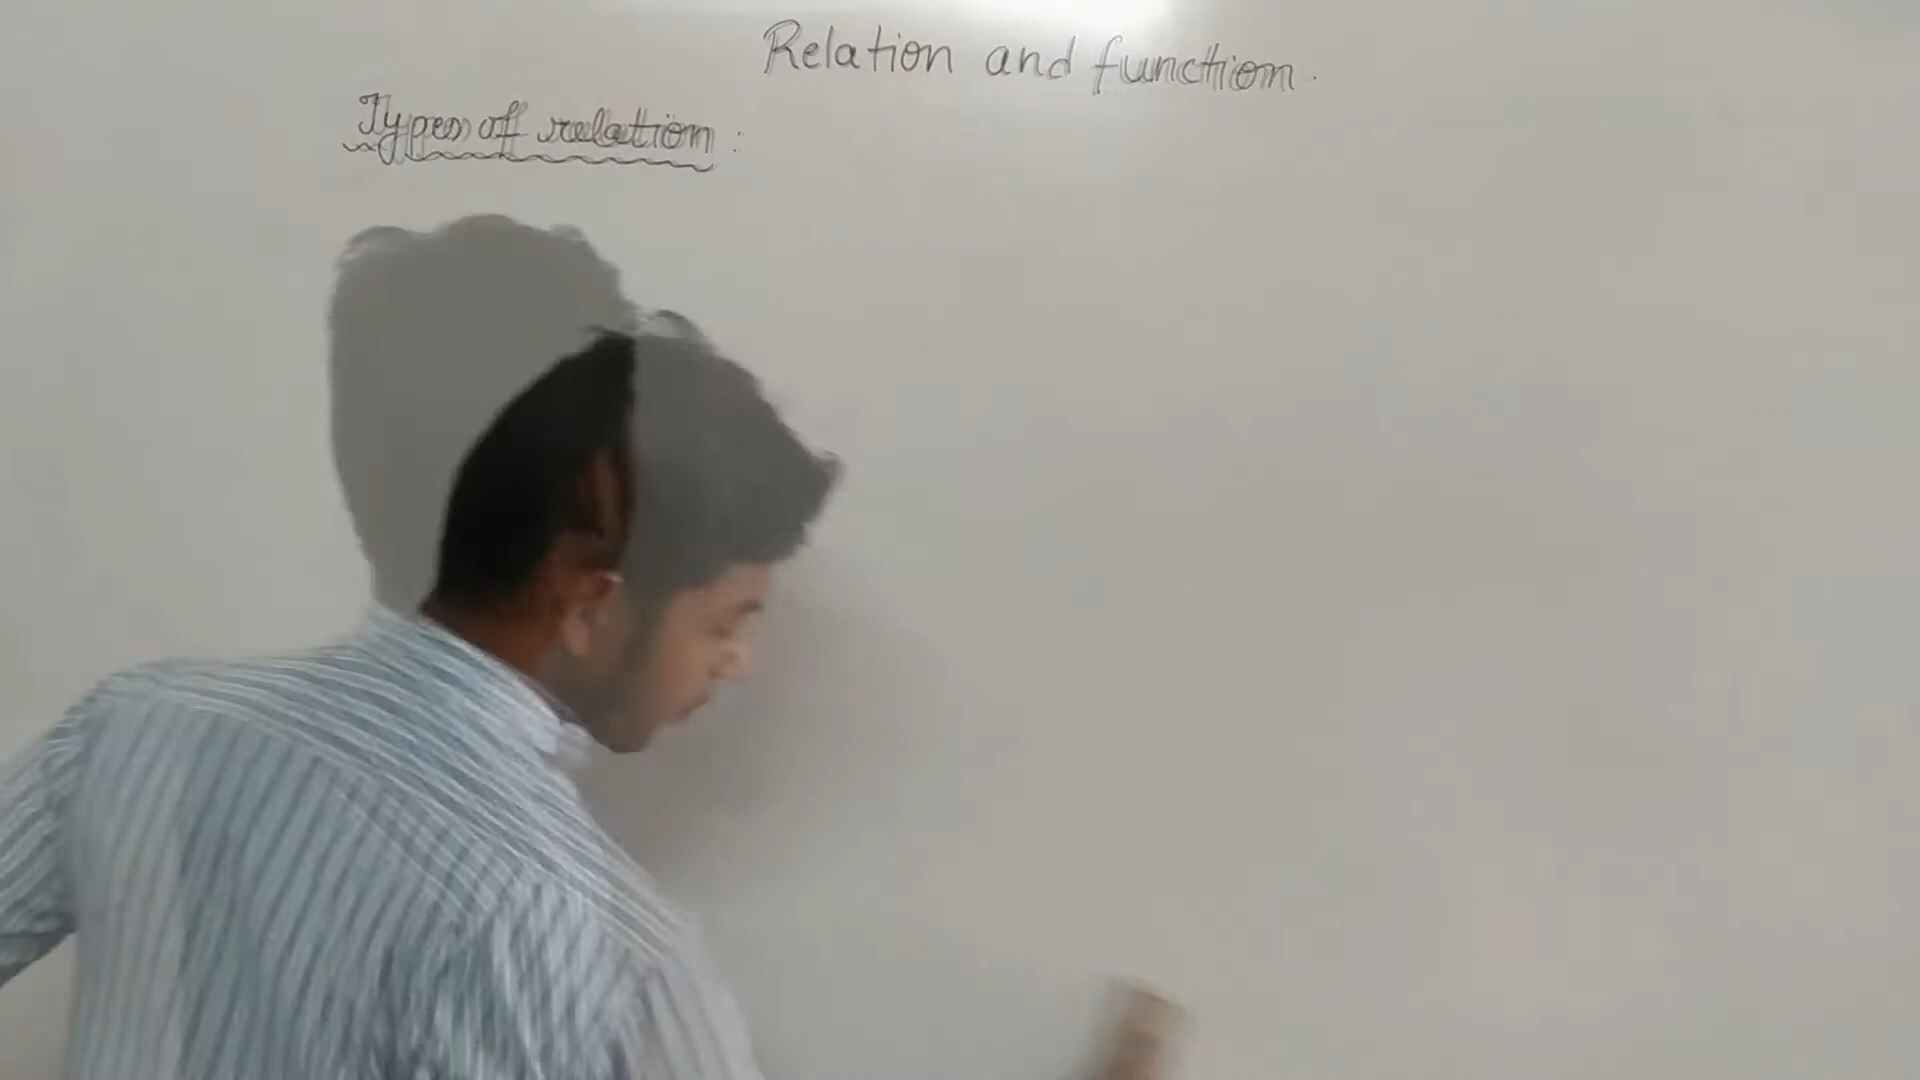 Relation and function.
Types of relation :